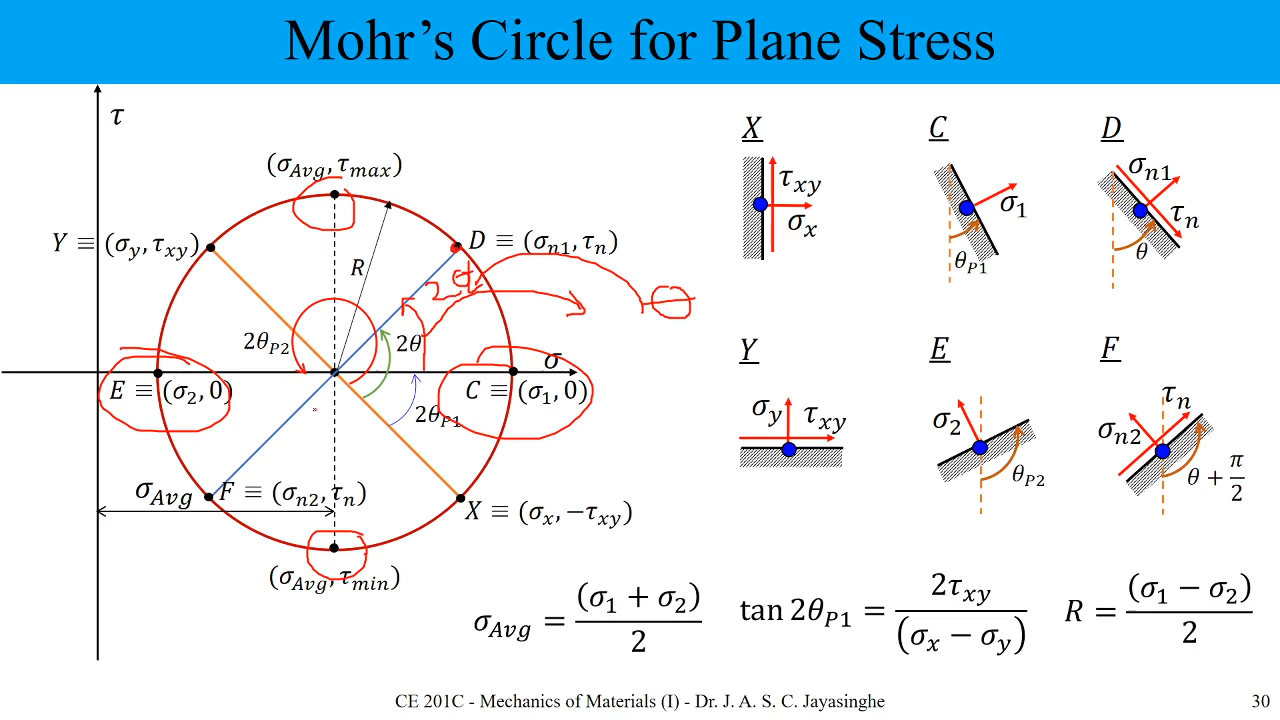 Mohr’s Circle for Plane Stress
τ
(σ_Avg, τ_max)
Y ≡ (σ_y, τ_xy)
D ≡ (σ_n1, τ_n)
R
2θ_P2
2θ
σ
E ≡ (σ_2, 0)
C ≡ (σ_1, 0)
2θ_P1
σ_Avg
F ≡ (σ_n2, τ_n)
X ≡ (σ_x, −τ_xy)
(σ_Avg, τ_min)
X
τ_xy
σ_x
C
σ_1
θ_P1
D
σ_n1
τ_n
θ
Y
σ_y
τ_xy
E
σ_2
θ_P2
F
τ_n
σ_n2
θ + π/2
σ_Avg = (σ_1 + σ_2)/2
tan 2θ_P1 = 2τ_xy/(σ_x − σ_y)
R = (σ_1 − σ_2)/2
CE 201C - Mechanics of Materials (I) - Dr. J. A. S. C. Jayasinghe
30